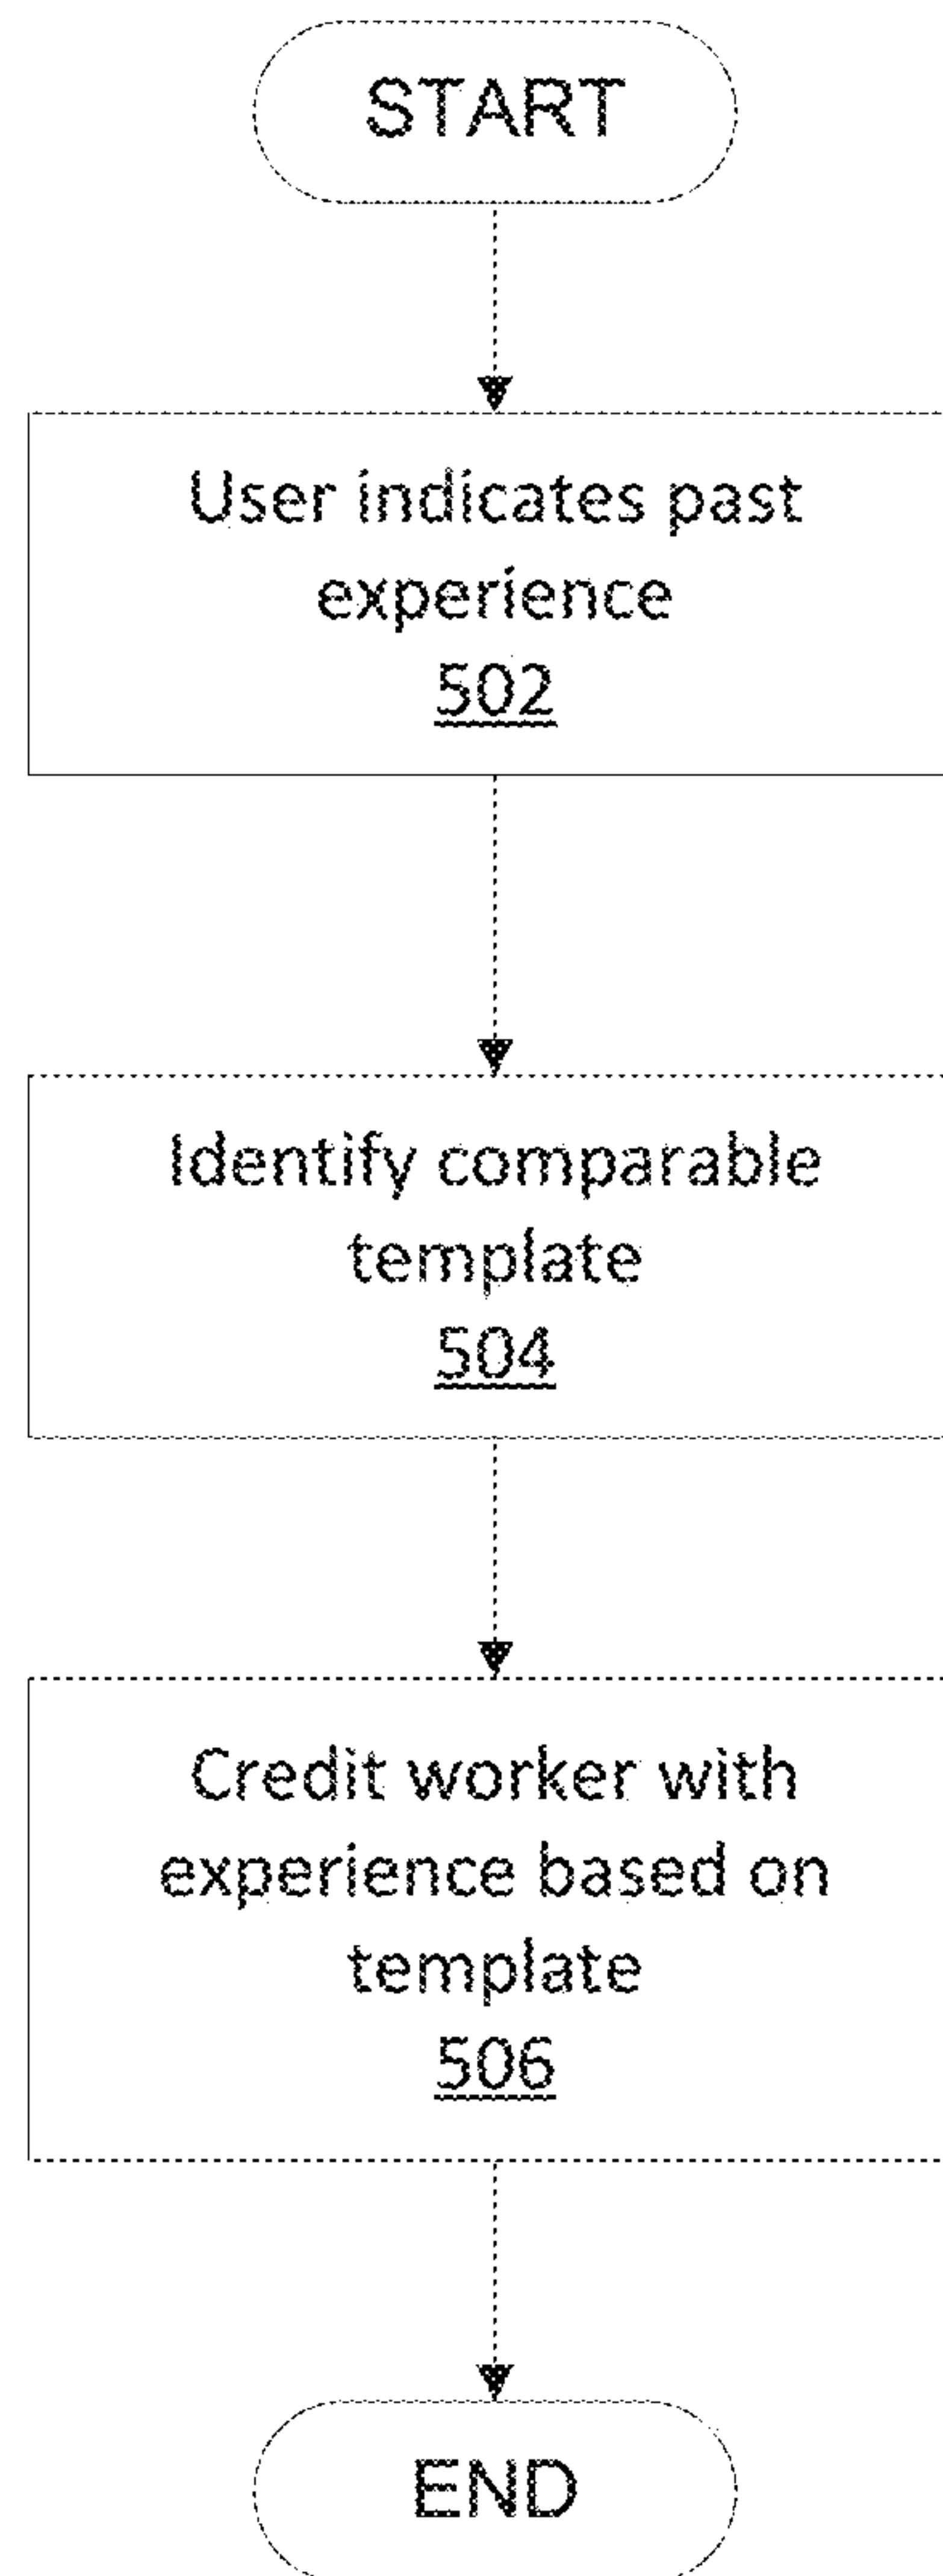 START
User indicates past
experience
502
Identify comparable
template
504
Credit worker with
experience based on
template
506
END